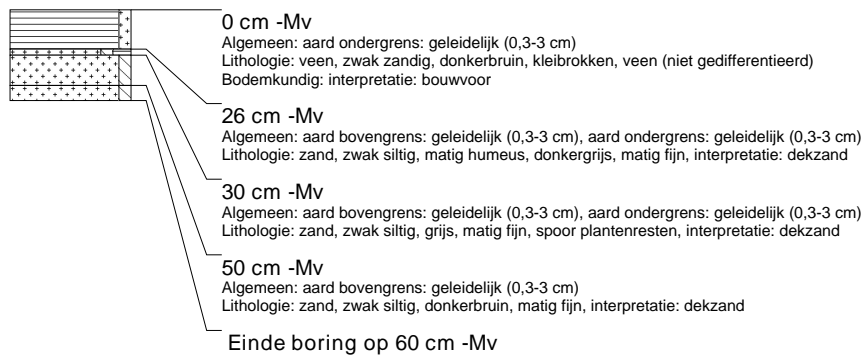 0 cm -Mv
Algemeen: aard ondergrens: geleidelijk (0,3-3 cm)
Lithologie: veen, zwak zandig, donkerbruin, kleibrokken, veen (niet gedifferentieerd)
Bodemkundig: interpretatie: bouwvoor
26 cm -Mv
Algemeen: aard bovengrens: geleidelijk (0,3-3 cm), aard ondergrens: geleidelijk (0,3-3 cm)
Lithologie: zand, zwak siltig, matig humeus, donkergrijs, matig fijn, interpretatie: dekzand
30 cm -Mv
Algemeen: aard bovengrens: geleidelijk (0,3-3 cm), aard ondergrens: geleidelijk (0,3-3 cm)
Lithologie: zand, zwak siltig, grijs, matig fijn, spoor plantenresten, interpretatie: dekzand
50 cm -Mv
Algemeen: aard bovengrens: geleidelijk (0,3-3 cm)
Lithologie: zand, zwak siltig, donkerbruin, matig fijn, interpretatie: dekzand
Einde boring op 60 cm -Mv